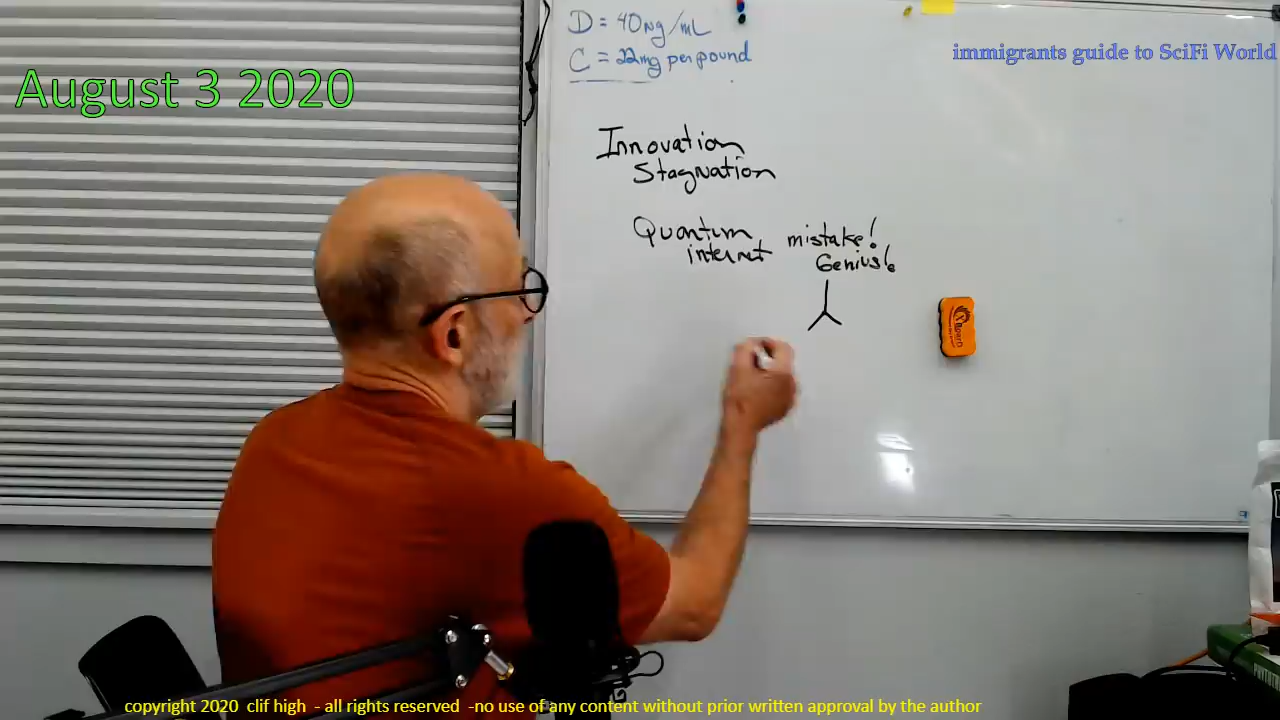 D = 40ng/mL
C = 22mg per pound
immigrants guide to SciFi World
August 3 2020
Innovation
Stagnation
Quantum mistake!
internet Genius!
copyright 2020 clif high - all rights reserved -no use of any content without prior written approval by the author